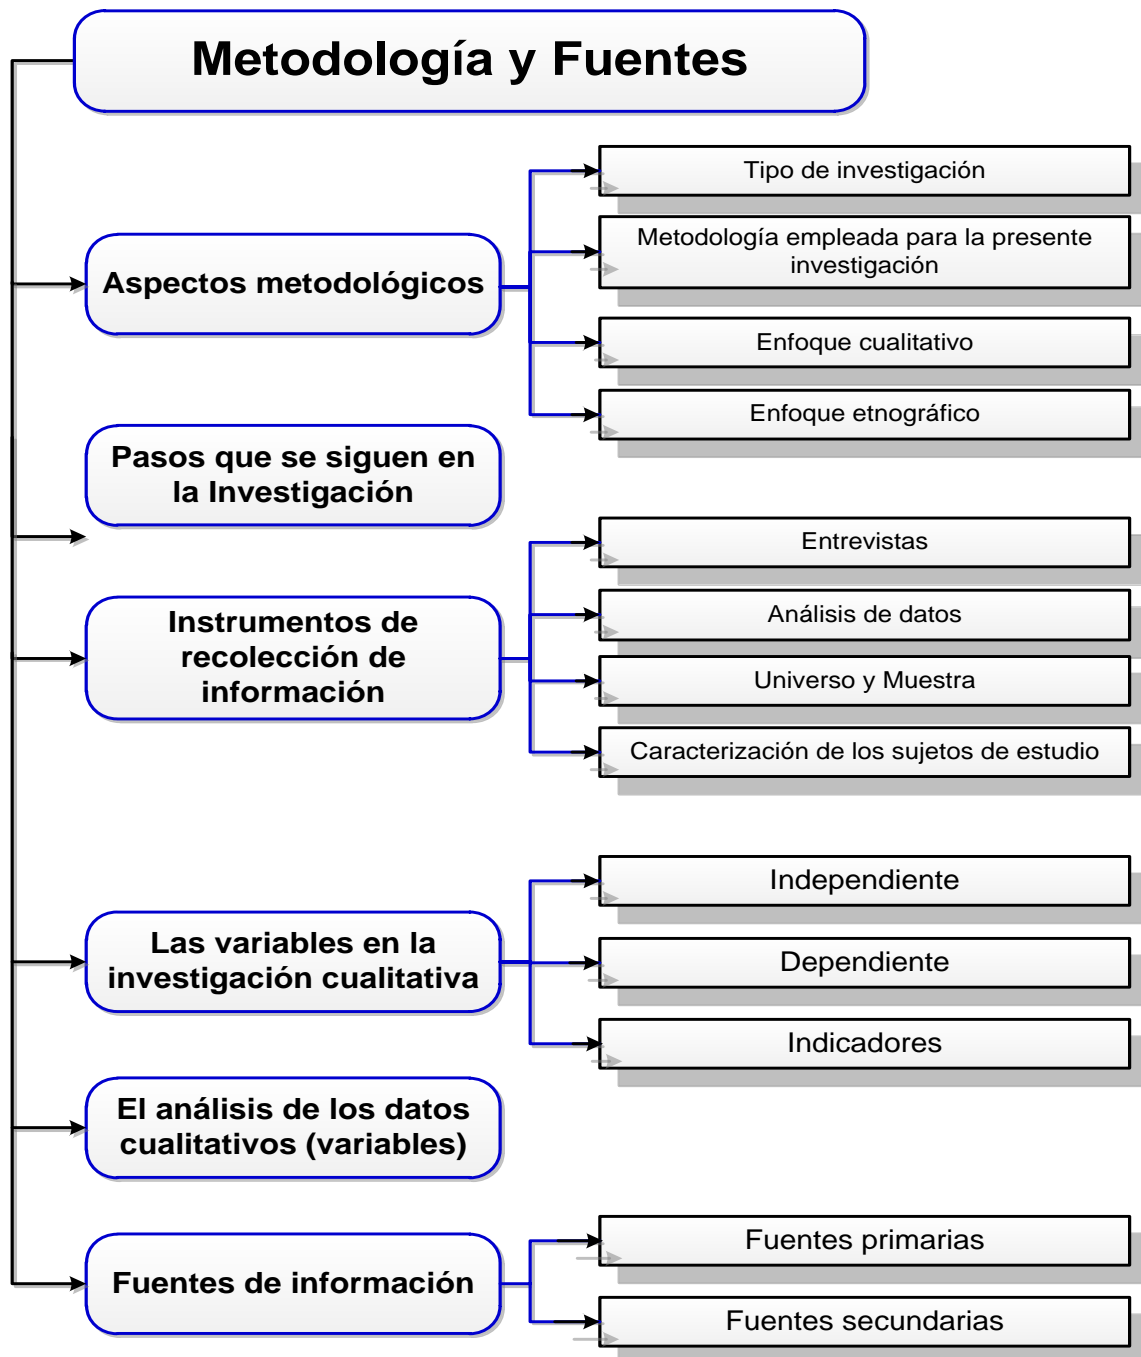 Metodología y Fuentes
Aspectos metodológicos
Tipo de investigación
Metodología empleada para la presente
investigación
Enfoque cualitativo
Enfoque etnográfico
Pasos que se siguen en
la Investigación
Instrumentos de
recolección de
información
Entrevistas
Análisis de datos
Universo y Muestra
Caracterización de los sujetos de estudio
Las variables en la
investigación cualitativa
Independiente
Dependiente
Indicadores
El análisis de los datos
cualitativos (variables)
Fuentes de información
Fuentes primarias
Fuentes secundarias